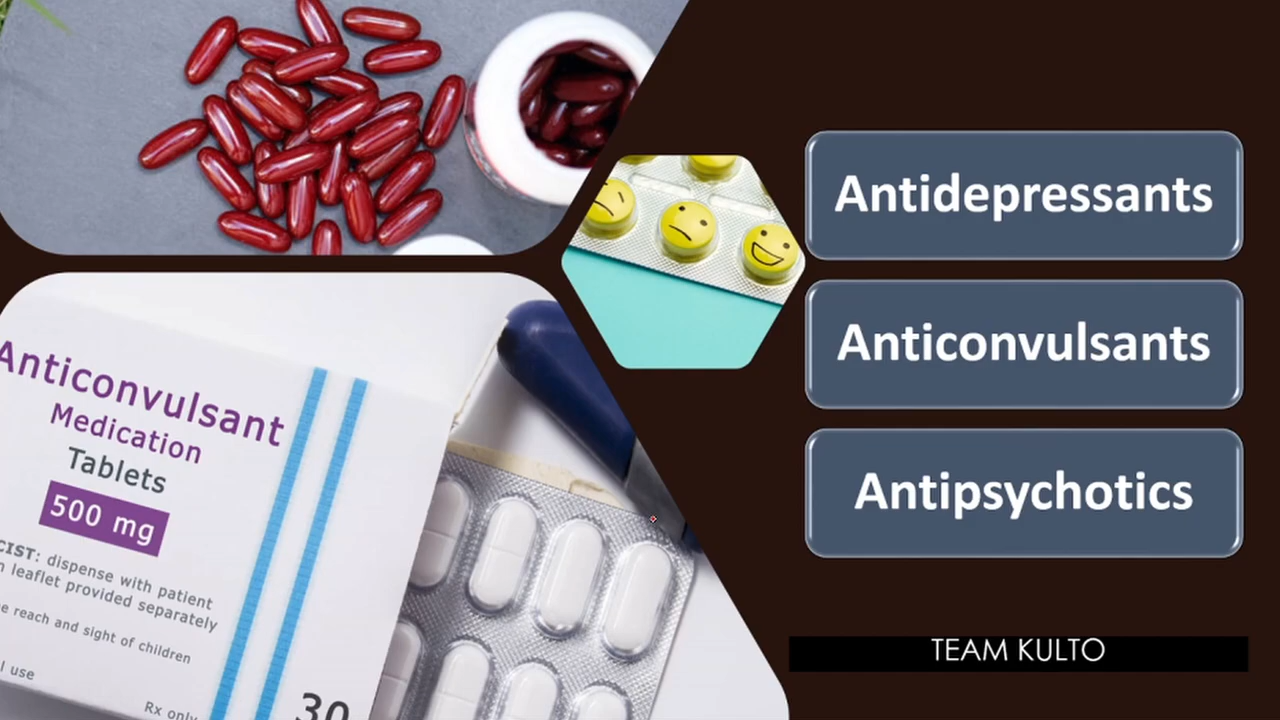 Antidepressants
Anticonvulsants
Antipsychotics
TEAM KULTO
Anticonvulsant
Medication
Tablets
500 mg
CIST: dispense with patient
leaflet provided separately
reach and sight of children
use
Rx only
30